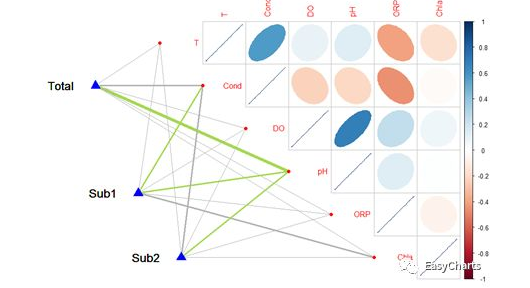 T
Cond
DO
pH
ORP
Chla
T
Cond
DO
pH
ORP
Total
Sub1
Sub2
1
0.8
0.6
0.4
0.2
0
-0.2
-0.4
-0.6
-0.8
-1
EasyCharts